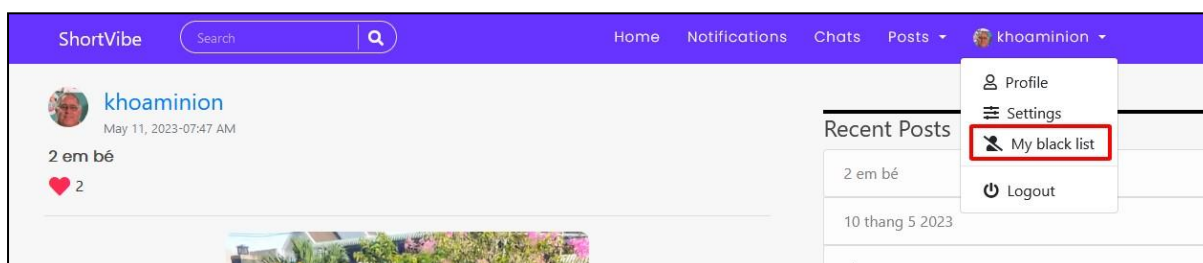 ShortVibe Search Home Notifications Chats Posts khoaminion
khoaminion
May 11, 2023-07:47 AM
2 em bé
2
Profile
Settings
My black list
Logout
Recent Posts
2 em bé
10 thang 5 2023